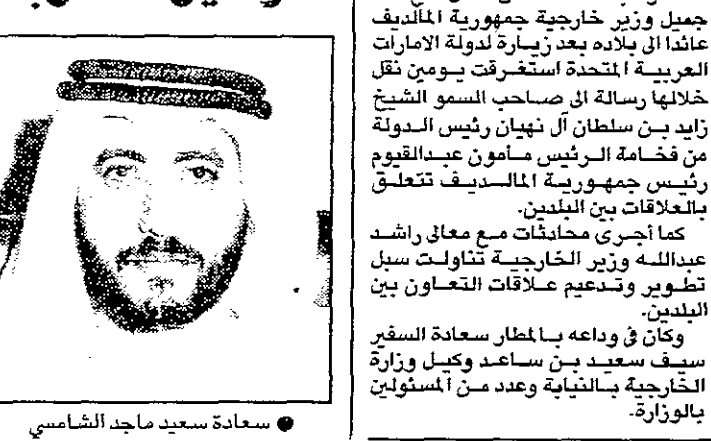 جميل وزير خارجية جمهورية المالديف
عائدا الى بلاده بعد زيارة لدولة الامارات
العربية المتحدة استغرقت يومين نقل
خلالها رسالة الى صاحب السمو الشيخ
زايد بن سلطان آل نهيان رئيس الدولة
من فخامة الرئيس مأمون عبدالقيوم
رئيس جمهورية المالديف تتعلق
بالعلاقات بين البلدين.
كما أجرى محادثات مع معالي راشد
عبدالله وزير الخارجية تناولت سبل
تطوير وتدعيم علاقات التعاون بين
البلدين.
وكان في وداعه بالمطار سعادة السفير
سيف سعيد بن ساعد وكيل وزارة
الخارجية بالنيابة وعدد من المسئولين
بالوزارة.
● سعادة سعيد ماجد الشامسي